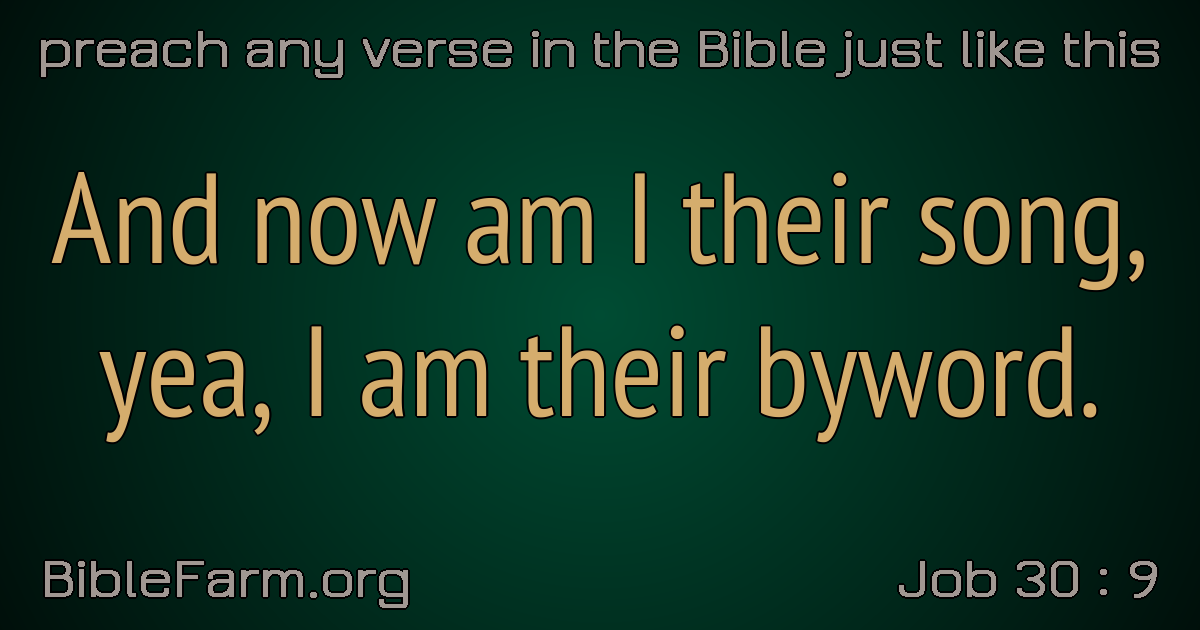 preach any verse in the Bible just like this
And now am I their song,
yea, I am their byword.
BibleFarm.org
Job 30 : 9